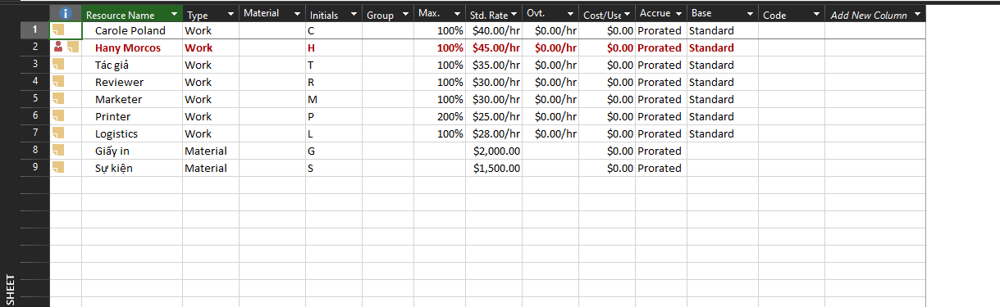 Resource Name Type Material Initials Group Max. Std. Rate Ovt. Cost/Use Accrue Base Code Add New Column
1 Carole Poland Work C 100% $40.00/hr $0.00/hr $0.00 Prorated Standard
2 Hany Morcos Work H 100% $45.00/hr $0.00/hr $0.00 Prorated Standard
3 Tác giả Work T 100% $35.00/hr $0.00/hr $0.00 Prorated Standard
4 Reviewer Work R 100% $30.00/hr $0.00/hr $0.00 Prorated Standard
5 Marketer Work M 100% $30.00/hr $0.00/hr $0.00 Prorated Standard
6 Printer Work P 200% $25.00/hr $0.00/hr $0.00 Prorated Standard
7 Logistics Work L 100% $28.00/hr $0.00/hr $0.00 Prorated Standard
8 Giấy in Material G $2,000.00 $0.00 Prorated
9 Sự kiện Material S $1,500.00 $0.00 Prorated
SHEET